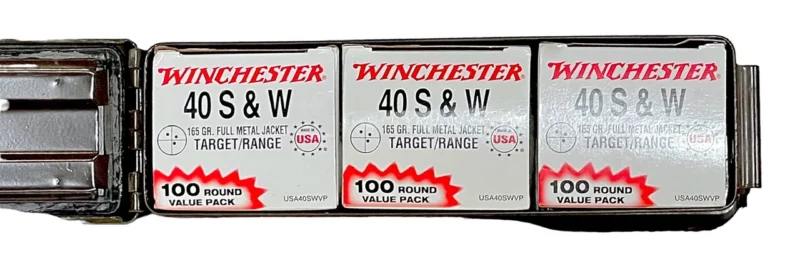 WINCHESTER
40 S & W
165 GR. FULL METAL JACKET
TARGET/RANGE
MADE IN
USA
100 ROUND
VALUE PACK
USA40SWVP
WINCHESTER
40 S & W
165 GR. FULL METAL JACKET
TARGET/RANGE
USA
100 ROUND
VALUE PACK
USA40SWVP
WINCHESTER
40 S & W
165 GR. FULL METAL JACKET
TARGET/RANGE
USA
100 ROUND
VALUE PACK
USA40SWVP